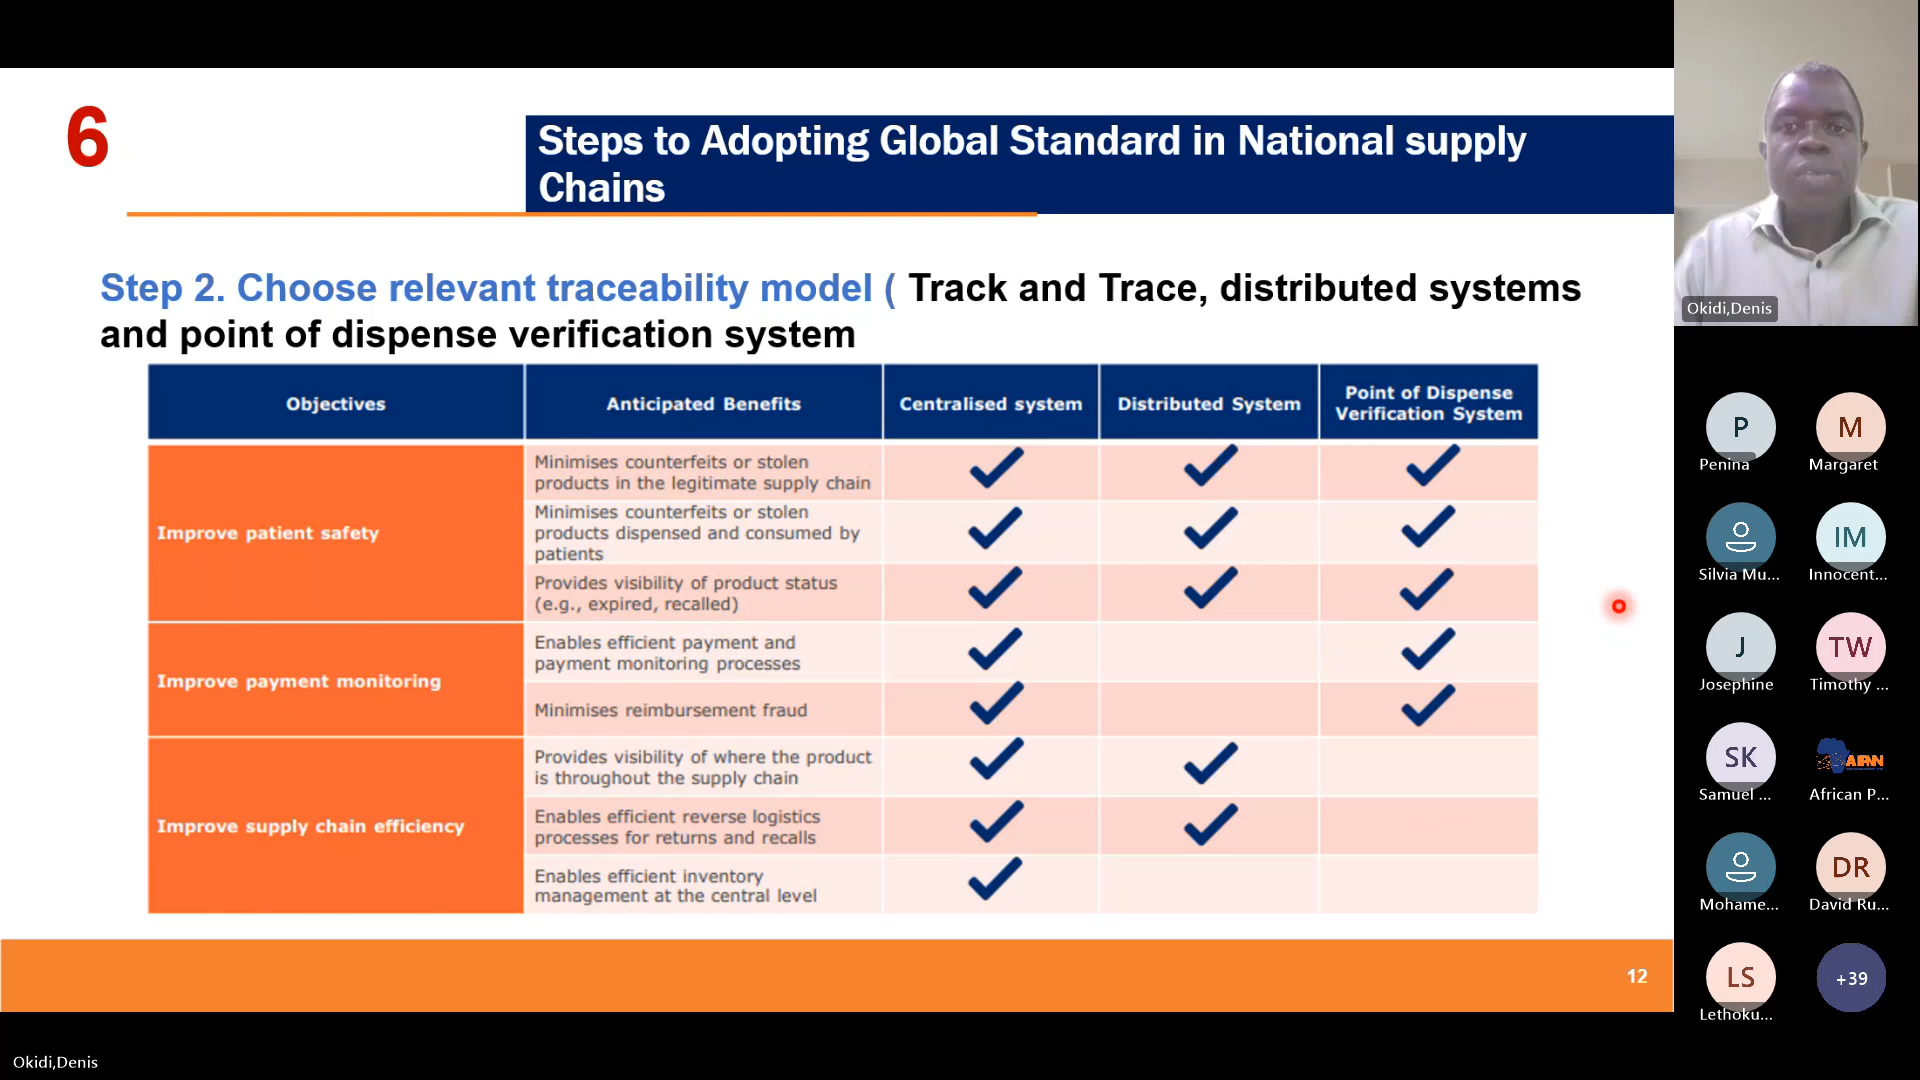 6
Steps to Adopting Global Standard in National supply
Chains
Step 2. Choose relevant traceability model ( Track and Trace, distributed systems
and point of dispense verification system
Objectives
Anticipated Benefits
Centralised system
Distributed System
Point of Dispense
Verification System
Improve patient safety
Minimises counterfeits or stolen
products in the legitimate supply chain
Minimises counterfeits or stolen
products dispensed and consumed by
patients
Provides visibility of product status
(e.g., expired, recalled)
Improve payment monitoring
Enables efficient payment and
payment monitoring processes
Minimises reimbursement fraud
Improve supply chain efficiency
Provides visibility of where the product
is throughout the supply chain
Enables efficient reverse logistics
processes for returns and recalls
Enables efficient inventory
management at the central level
12
Okidi,Denis
P
Penina
M
Margaret
Silvia Mu...
IM
Innocent...
J
Josephine
TW
Timothy ...
SK
Samuel ...
African P...
Mohame...
DR
David Ru...
LS
Lethoku...
+39
Okidi,Denis